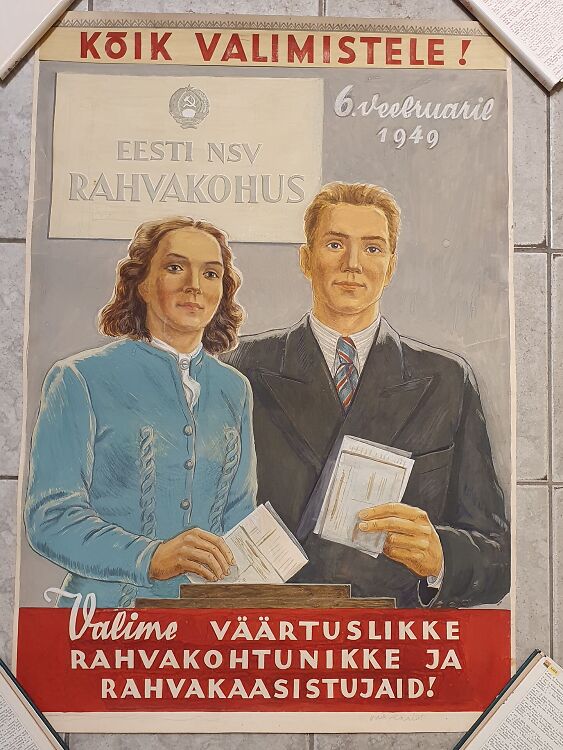 KÕIK VALIMISTELE!
6. veebruaril
1949
EESTI NSV
RAHVAKOHUS
Valime VÄÄRTUSLIKKE
RAHVAKOHTUNIKKE JA
RAHVAKAASISTUJAID!